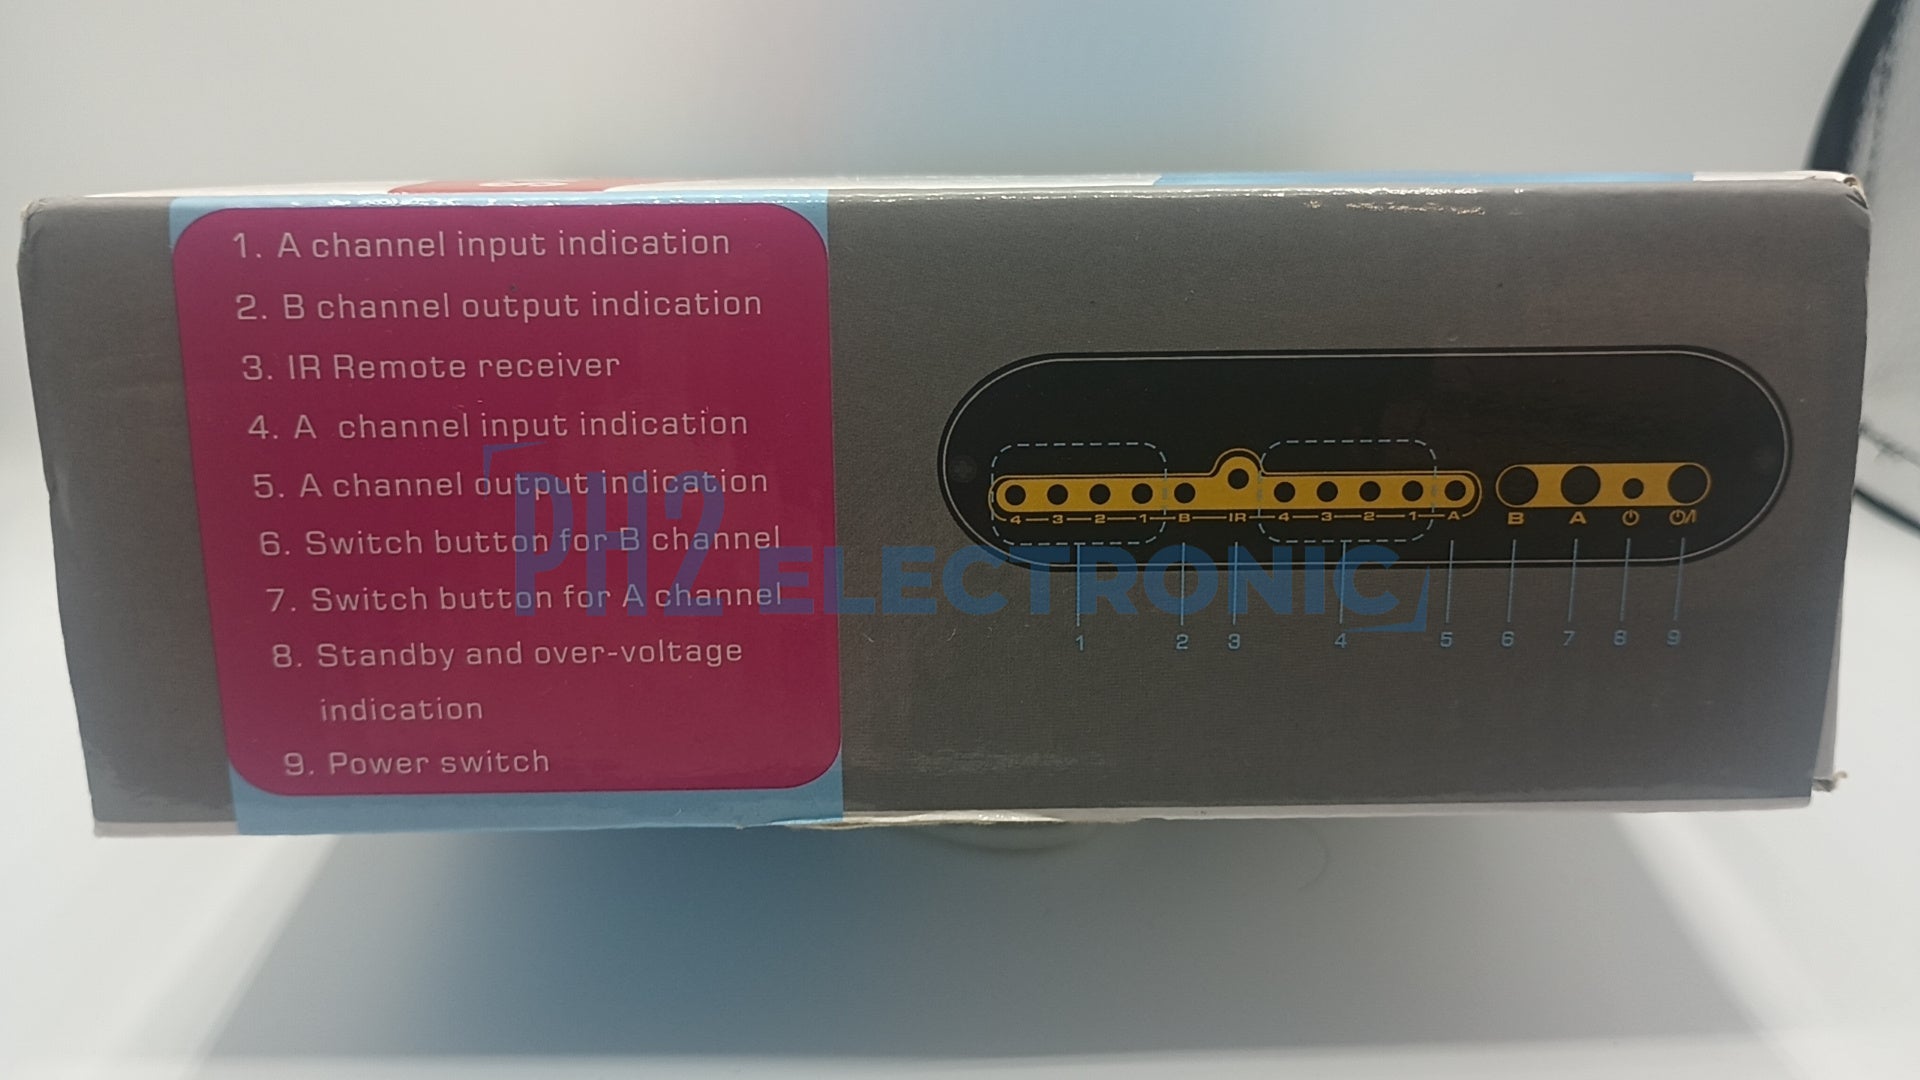 1. A channel input indication
2. B channel output indication
3. IR Remote receiver
4. A channel input indication
5. A channel output indication
6. Switch button for B channel
7. Switch button for A channel
8. Standby and over-voltage
indication
9. Power switch
4 3 2 1 B IR 4 3 2 1 A B A
1 2 3 4 5 6 7 8 9
PH2 ELECTRONIC